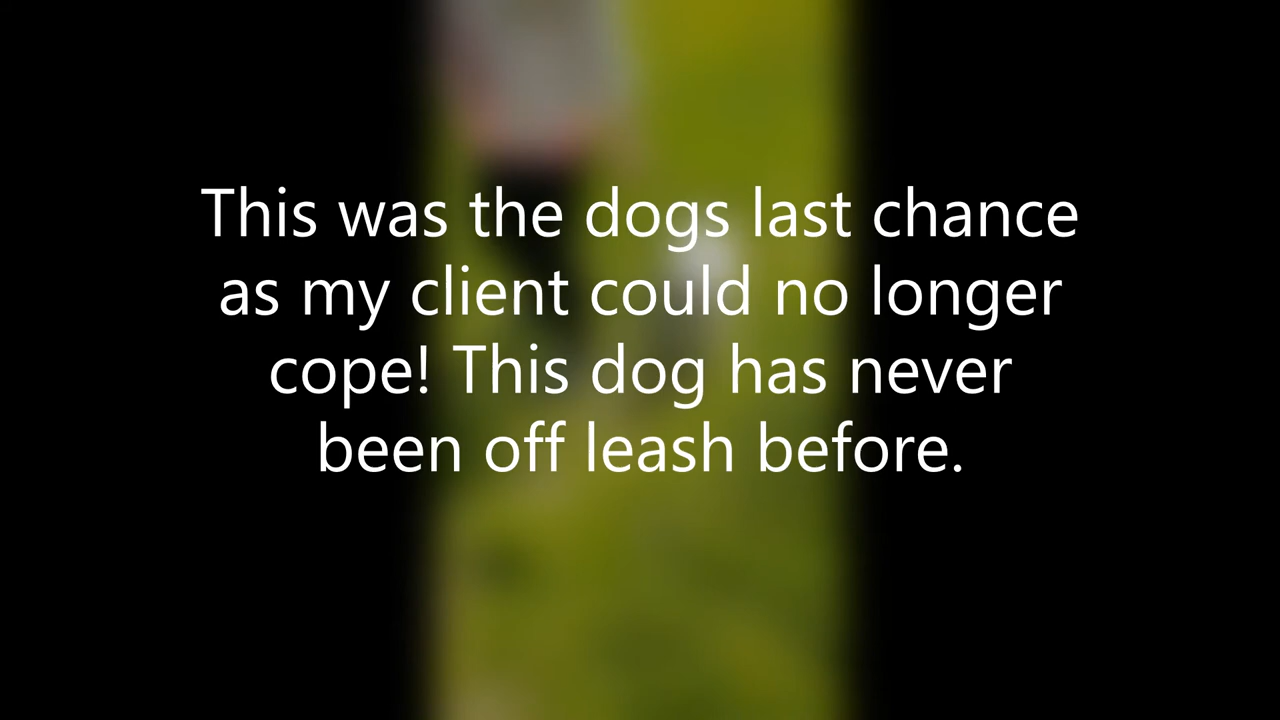 This was the dogs last chance
as my client could no longer
cope! This dog has never
been off leash before.